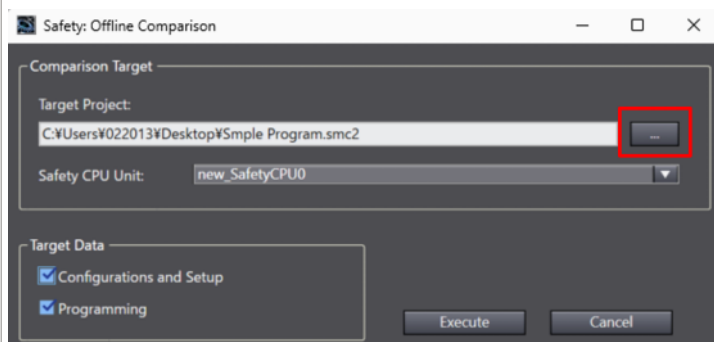 Safety: Offline Comparison
Comparison Target
Target Project:
C:¥Users¥022013¥Desktop¥Smple Program.smc2
...
Safety CPU Unit:
new_SafetyCPU0
Target Data
Configurations and Setup
Programming
Execute
Cancel